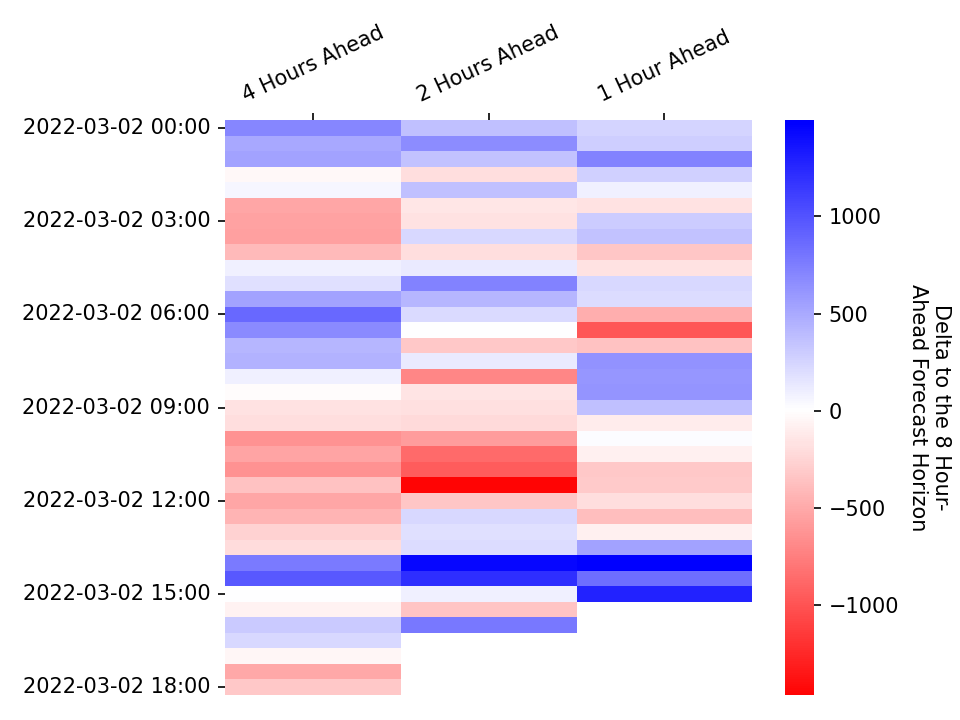 4 Hours Ahead
2 Hours Ahead
1 Hour Ahead
2022-03-02 00:00
2022-03-02 03:00
2022-03-02 06:00
2022-03-02 09:00
2022-03-02 12:00
2022-03-02 15:00
2022-03-02 18:00
1000
500
0
−500
−1000
Delta to the 8 Hour-
Ahead Forecast Horizon